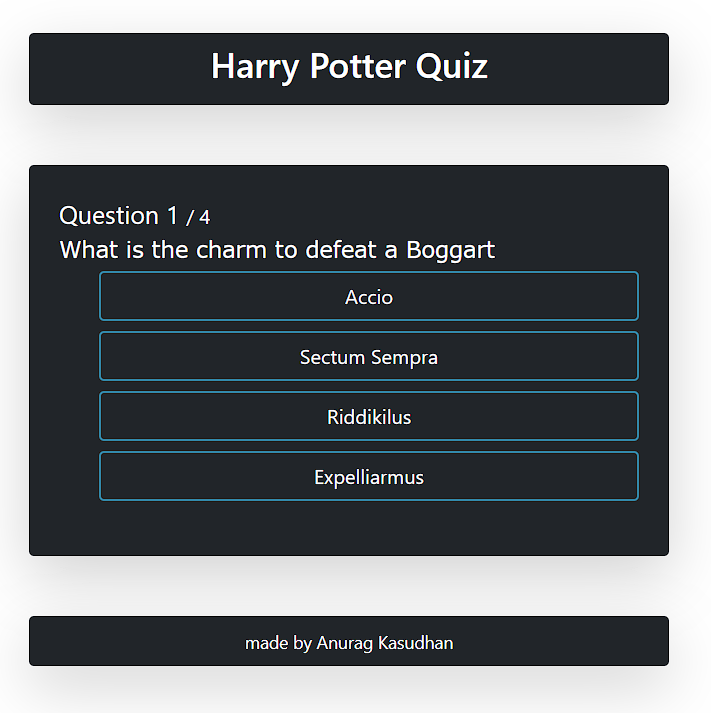 Harry Potter Quiz
Question 1 / 4
What is the charm to defeat a Boggart
Accio
Sectum Sempra
Riddikilus
Expelliarmus
made by Anurag Kasudhan